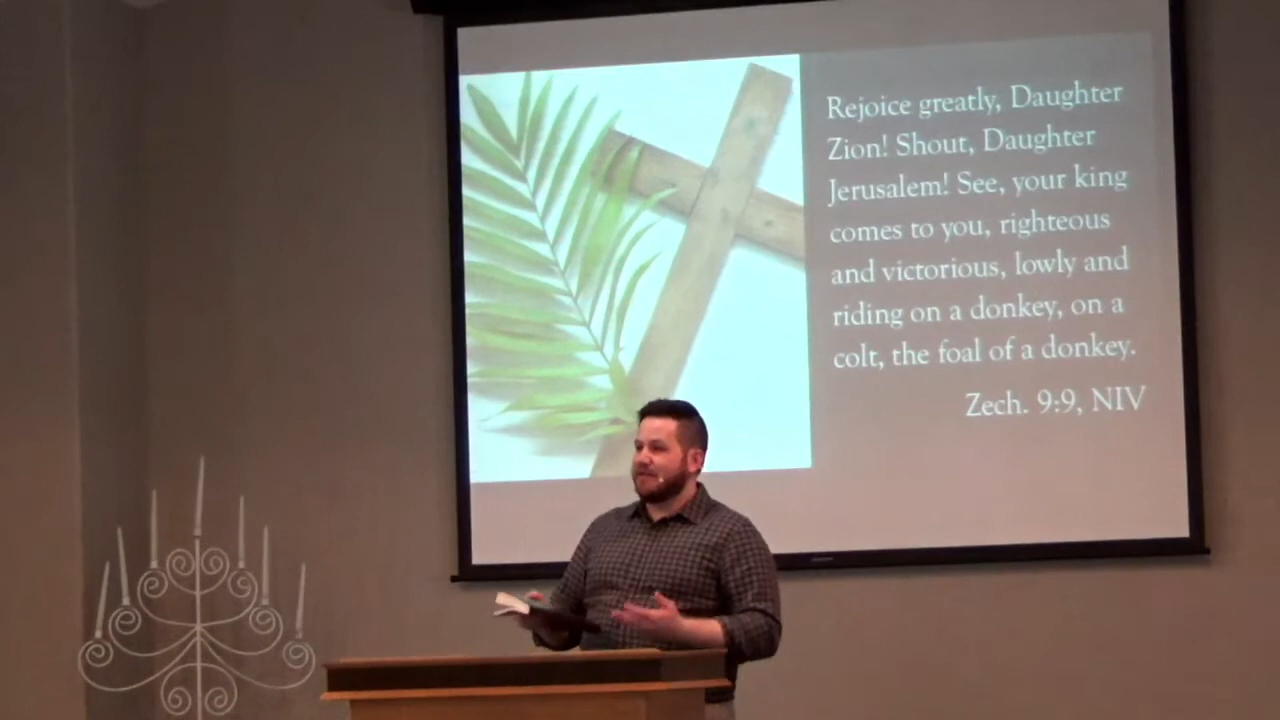 Rejoice greatly, Daughter
Zion! Shout, Daughter
Jerusalem! See, your king
comes to you, righteous
and victorious, lowly and
riding on a donkey, on a
colt, the foal of a donkey.
Zech. 9:9, NIV